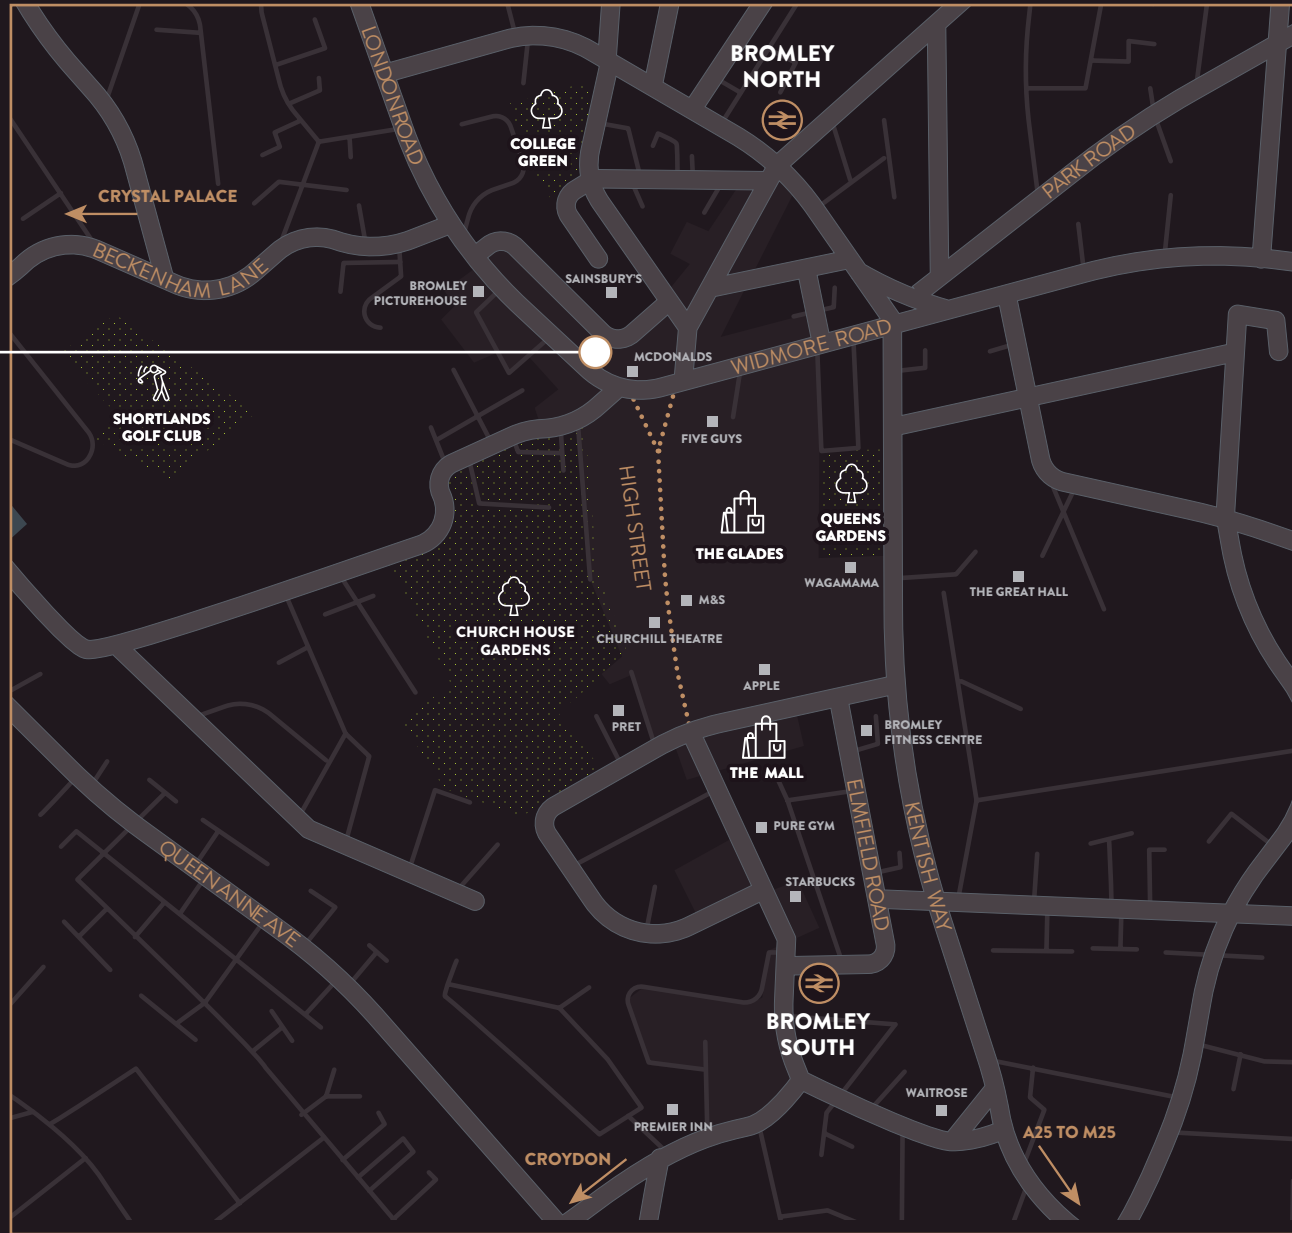 BROMLEY
NORTH
LONDON ROAD
COLLEGE
GREEN
PARK ROAD
CRYSTAL PALACE
BECKENHAM LANE
BROMLEY
PICTUREHOUSE
SAINSBURY'S
WIDMORE ROAD
MCDONALDS
SHORTLANDS
GOLF CLUB
FIVE GUYS
HIGH STREET
THE GLADES
QUEENS
GARDENS
WAGAMAMA
THE GREAT HALL
M&S
CHURCH HOUSE
GARDENS
CHURCHILL THEATRE
APPLE
PRET
BROMLEY
FITNESS CENTRE
THE MALL
ELMFIELD ROAD
KENTISH WAY
PURE GYM
QUEEN ANNE AVE
STARBUCKS
BROMLEY
SOUTH
WAITROSE
PREMIER INN
A25 TO M25
CROYDON